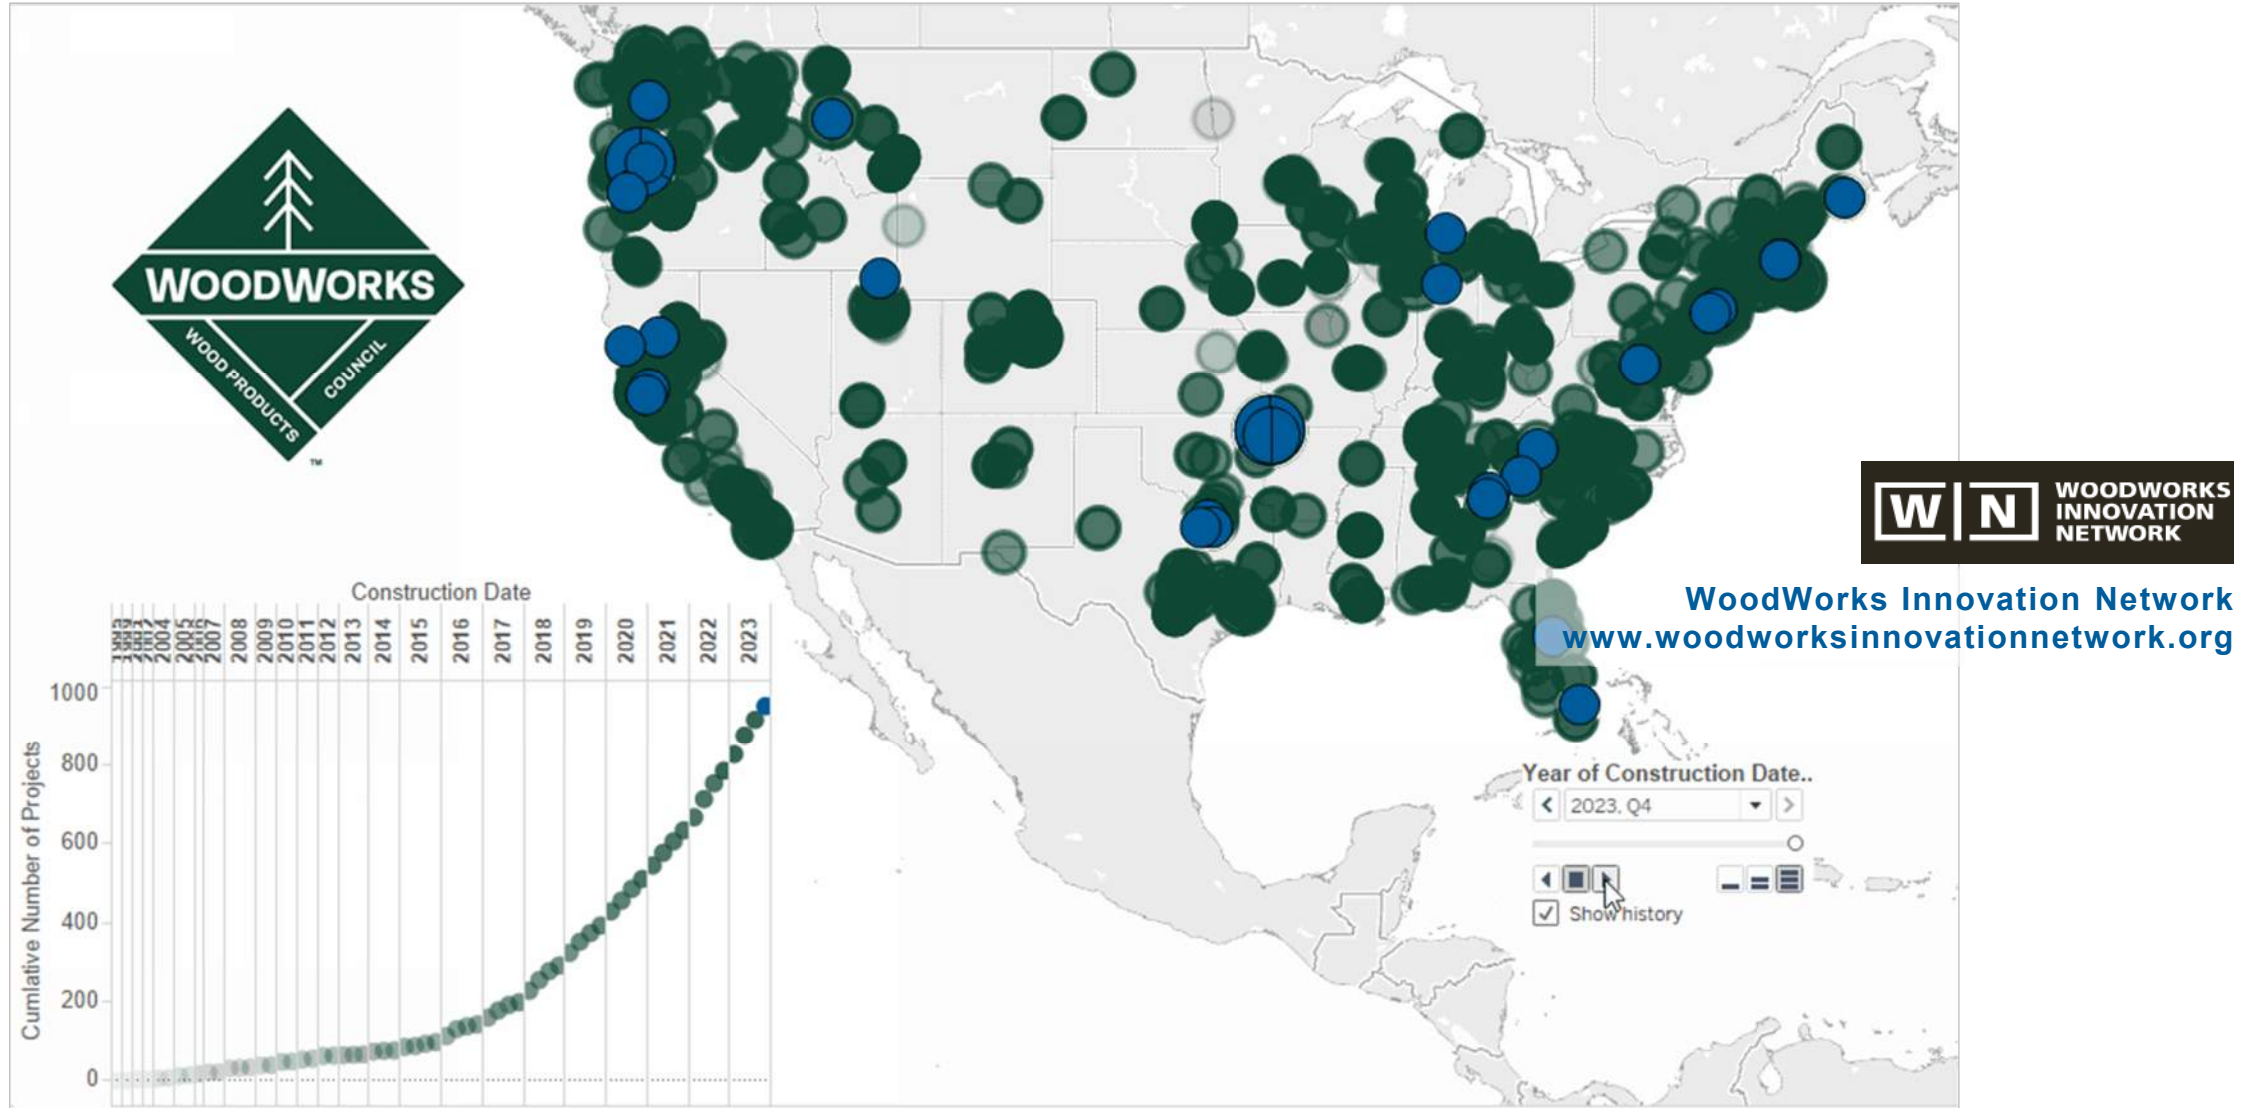 WOODWORKS
WOOD PRODUCTS
COUNCIL
™
W|N
WOODWORKS
INNOVATION
NETWORK
WoodWorks Innovation Network
www.woodworksinnovationnetwork.org
Construction Date
2004
2005
2007
2008
2009
2010
2011
2012
2013
2014
2015
2016
2017
2018
2019
2020
2021
2022
2023
Cumlative Number of Projects
1000
800
600
400
200
0
Year of Construction Date..
2023, Q4
Show history